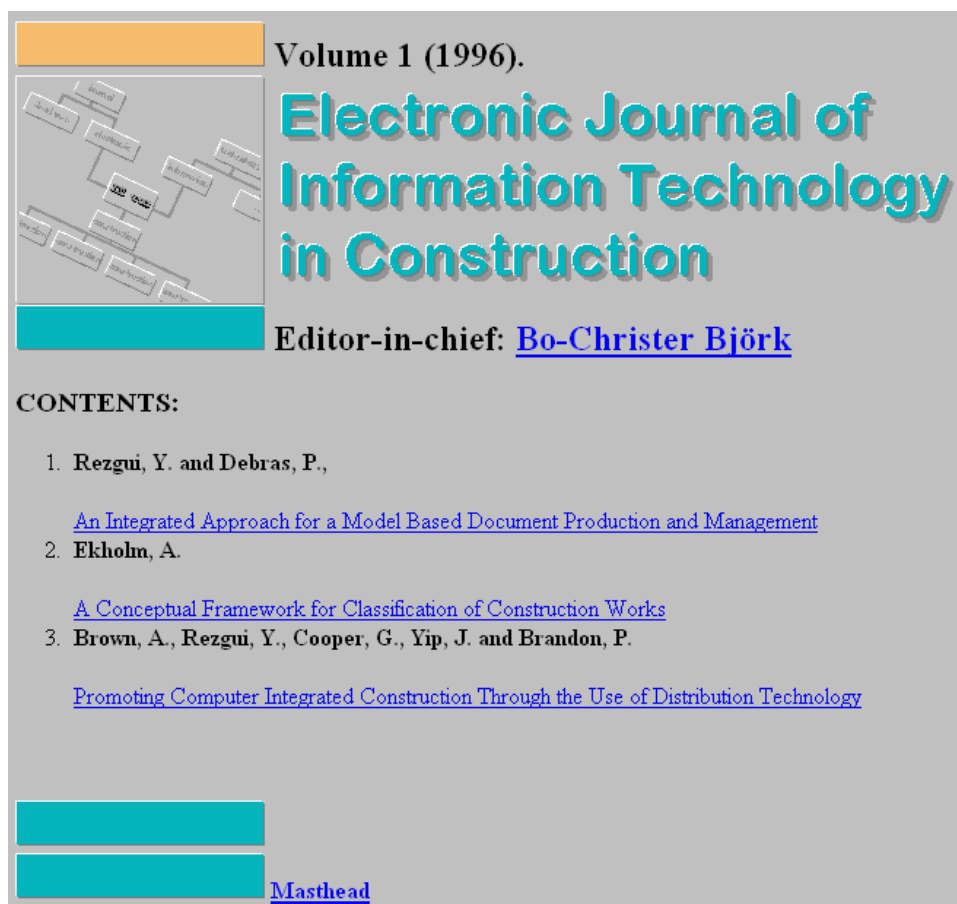 Volume 1 (1996).
Electronic Journal of
Information Technology
in Construction
Editor-in-chief: Bo-Christer Björk
CONTENTS:
1. Rezgui, Y. and Debras, P.,
An Integrated Approach for a Model Based Document Production and Management
2. Ekholm, A.
A Conceptual Framework for Classification of Construction Works
3. Brown, A., Rezgui, Y., Cooper, G., Yip, J. and Brandon, P.
Promoting Computer Integrated Construction Through the Use of Distribution Technology
Masthead